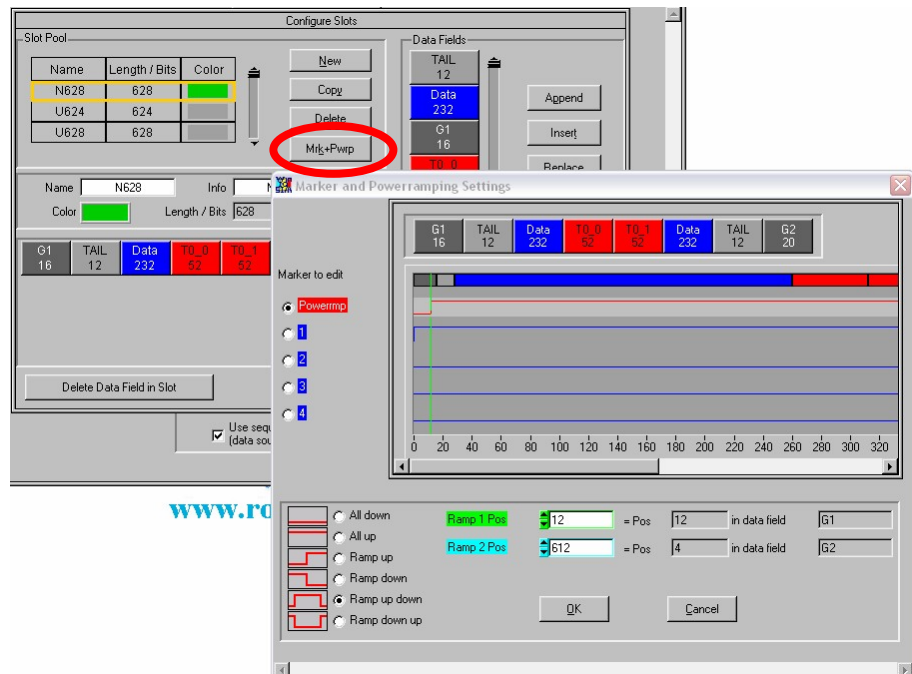 Configure Slots
Slot Pool
Name Length / Bits Color
N628 628
U624 624
U628 628
New
Copy
Delete
Mrk+Pwrp
Data Fields
TAIL
12
Data
232
G1
16
T0_0
Append
Insert
Replace
Name N628 Info
Color Length / Bits 628
G1 TAIL Data T0_0 T0_1
16 12 232 52 52
Delete Data Field in Slot
Use
(data
www.
Marker and Powerramping Settings
G1 TAIL Data T0_0 T0_1 Data TAIL G2
16 12 232 52 52 232 12 20
Marker to edit
Powerrmp
1
2
3
4
0 20 40 60 80 100 120 140 160 180 200 220 240 260 280 300 320
All down
All up
Ramp up
Ramp down
Ramp up down
Ramp down up
Ramp 1 Pos 12 = Pos 12 in data field G1
Ramp 2 Pos 612 = Pos 4 in data field G2
OK Cancel